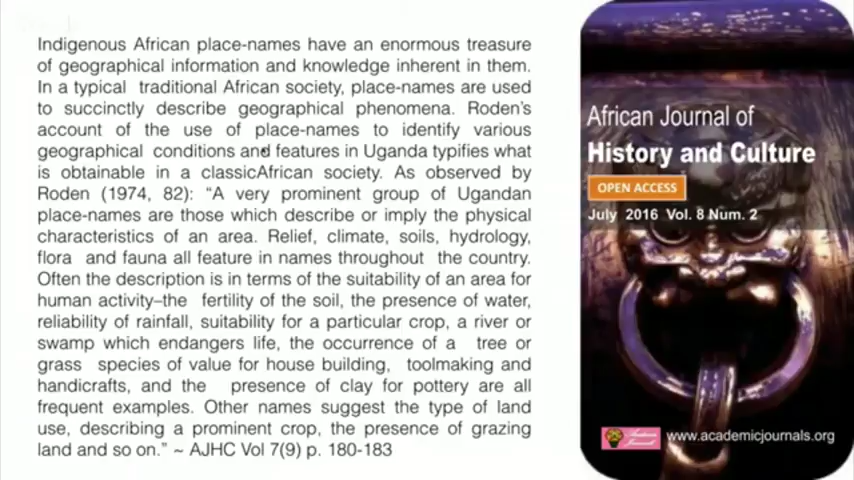 Indigenous African place-names have an enormous treasure
of geographical information and knowledge inherent in them.
In a typical traditional African society, place-names are used
to succinctly describe geographical phenomena. Roden's
account of the use of place-names to identify various
geographical conditions and features in Uganda typifies what
is obtainable in a classicAfrican society. As observed by
Roden (1974, 82): “A very prominent group of Ugandan
place-names are those which describe or imply the physical
characteristics of an area. Relief, climate, soils, hydrology,
flora and fauna all feature in names throughout the country.
Often the description is in terms of the suitability of an area for
human activity–the fertility of the soil, the presence of water,
reliability of rainfall, suitability for a particular crop, a river or
swamp which endangers life, the occurrence of a tree or
grass species of value for house building, toolmaking and
handicrafts, and the presence of clay for pottery are all
frequent examples. Other names suggest the type of land
use, describing a prominent crop, the presence of grazing
land and so on.” ~ AJHC Vol 7(9) p. 180-183
African Journal of
History and Culture
OPEN ACCESS
July 2016 Vol. 8 Num. 2
www.academicjournals.org